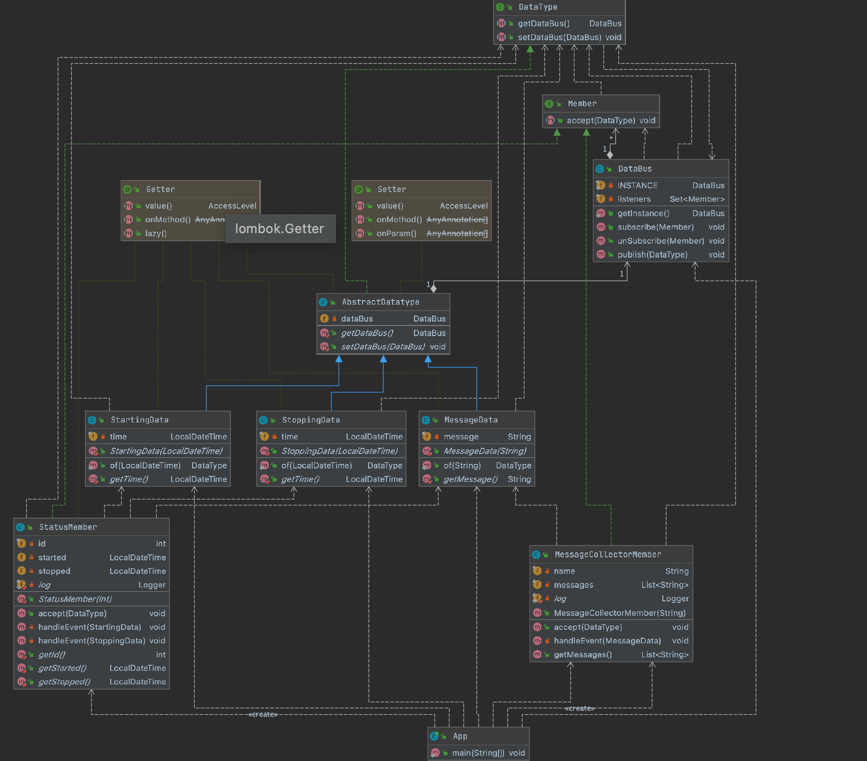 DataType
getDataBus() DataBus
setDataBus(DataBus) void
Member
accept(DataType) void
*
1
DataBus
INSTANCE DataBus
listeners Set<Member>
getInstance() DataBus
subscribe(Member) void
unSubscribe(Member) void
publish(DataType) void
Getter
value() AccessLevel
onMethod() AnyAnno
lazy()
lombok.Getter
Setter
value() AccessLevel
onMethod() AnyAnnotation[]
onParam() AnyAnnotation[]
1
1
AbstractDatatype
dataBus DataBus
getDataBus() DataBus
setDataBus(DataBus) void
StartingData
time LocalDateTime
StartingData(LocalDateTime)
of(LocalDateTime) DataType
getTime() LocalDateTime
StoppingData
time LocalDateTime
StoppingData(LocalDateTime)
of(LocalDateTime) DataType
getTime() LocalDateTime
MessageData
message String
MessageData(String)
of(String) DataType
getMessage() String
StatusMember
id int
started LocalDateTime
stopped LocalDateTime
log Logger
StatusMember(int)
accept(DataType) void
handleEvent(StartingData) void
handleEvent(StoppingData) void
getId() int
getStarted() LocalDateTime
getStopped() LocalDateTime
MessageCollectorMember
name String
messages List<String>
log Logger
MessageCollectorMember(String)
accept(DataType) void
handleEvent(MessageData) void
getMessages() List<String>
«create»
«create»
App
main(String[]) void